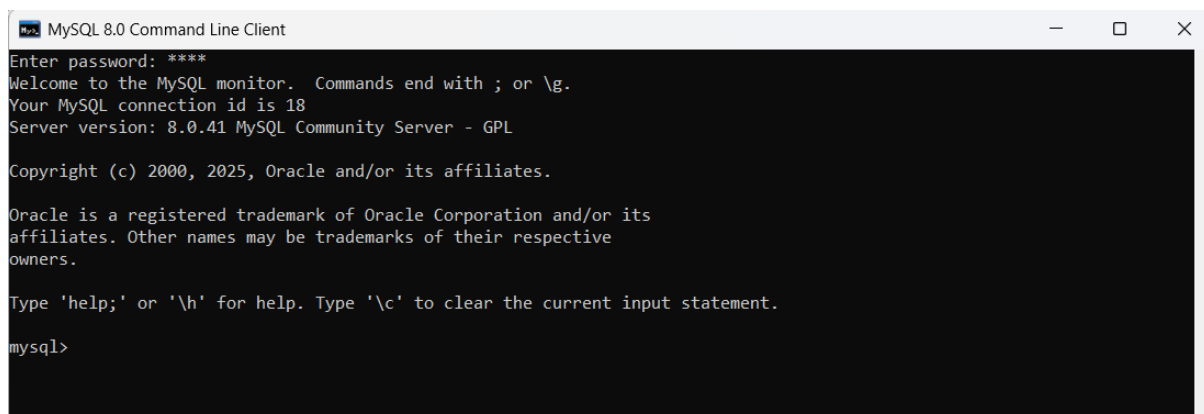 MySQL 8.0 Command Line Client
Enter password: ****
Welcome to the MySQL monitor.  Commands end with ; or \g.
Your MySQL connection id is 18
Server version: 8.0.41 MySQL Community Server - GPL
Copyright (c) 2000, 2025, Oracle and/or its affiliates.
Oracle is a registered trademark of Oracle Corporation and/or its
affiliates. Other names may be trademarks of their respective
owners.
Type 'help;' or '\h' for help. Type '\c' to clear the current input statement.
mysql>